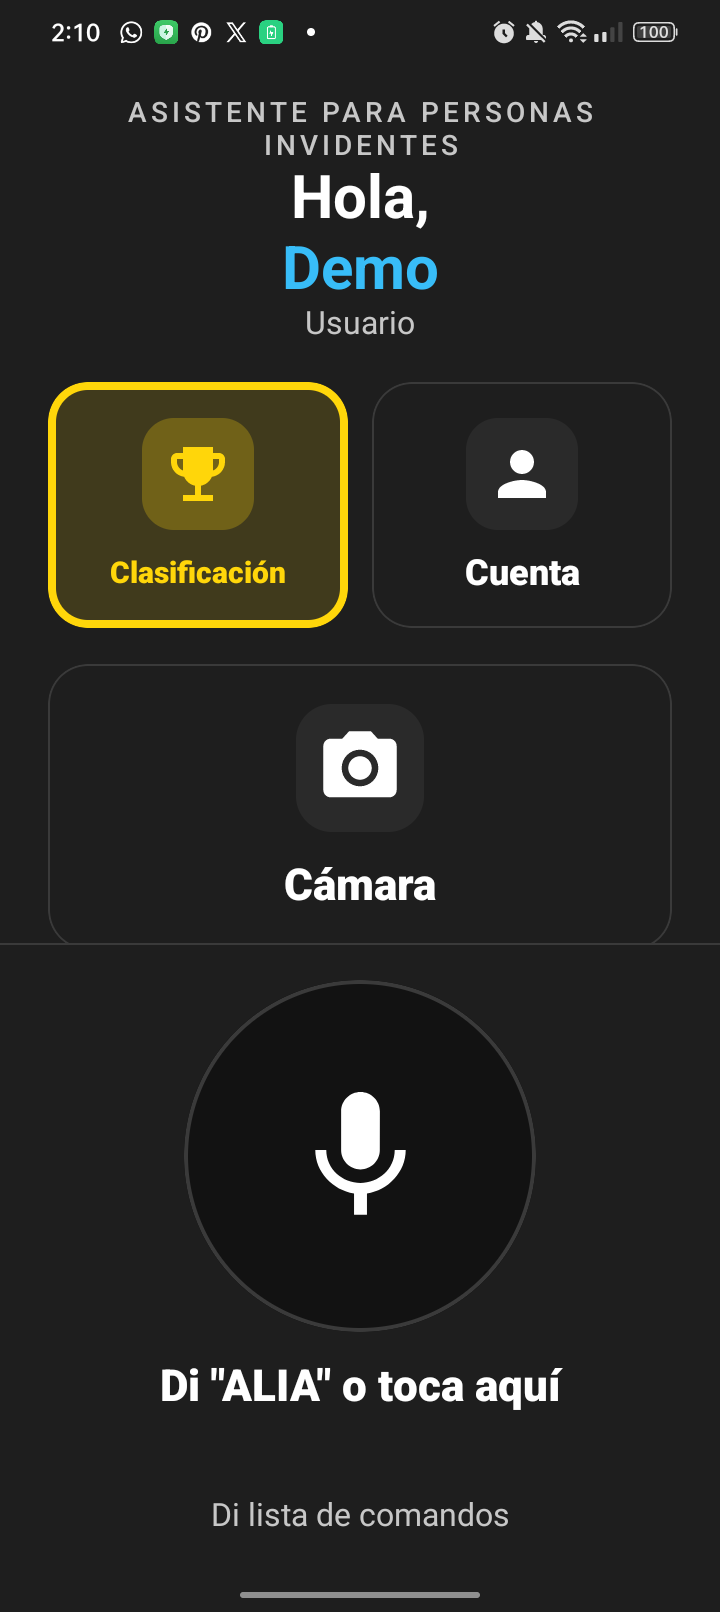 2:10
100
ASISTENTE PARA PERSONAS
INVIDENTES
Hola,
Demo
Usuario
Clasificación
Cuenta
Cámara
Di "ALIA" o toca aquí
Di lista de comandos